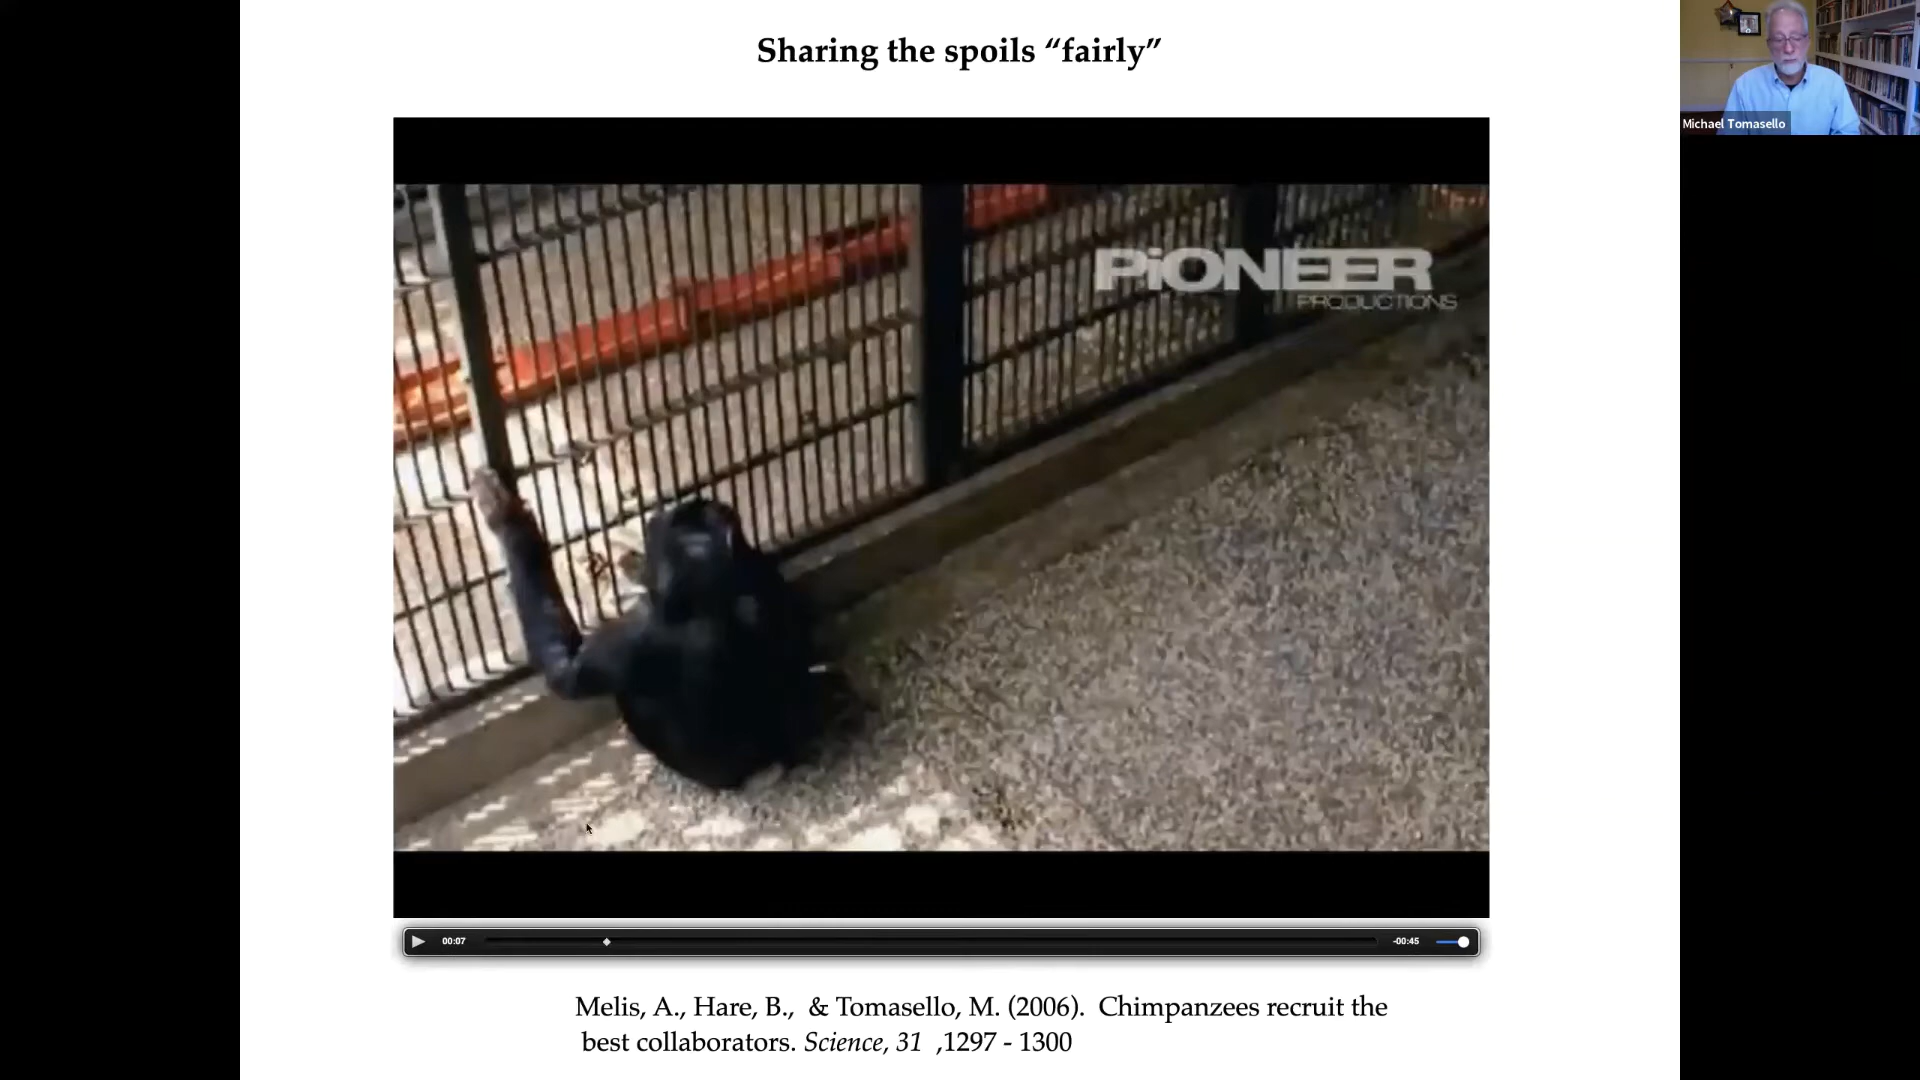 Sharing the spoils “fairly”
Michael Tomasello
PiONEER
PRODUCTIONS
00:07
-00:45
Melis, A., Hare, B., & Tomasello, M. (2006). Chimpanzees recruit the
best collaborators. Science, 31 ,1297 - 1300